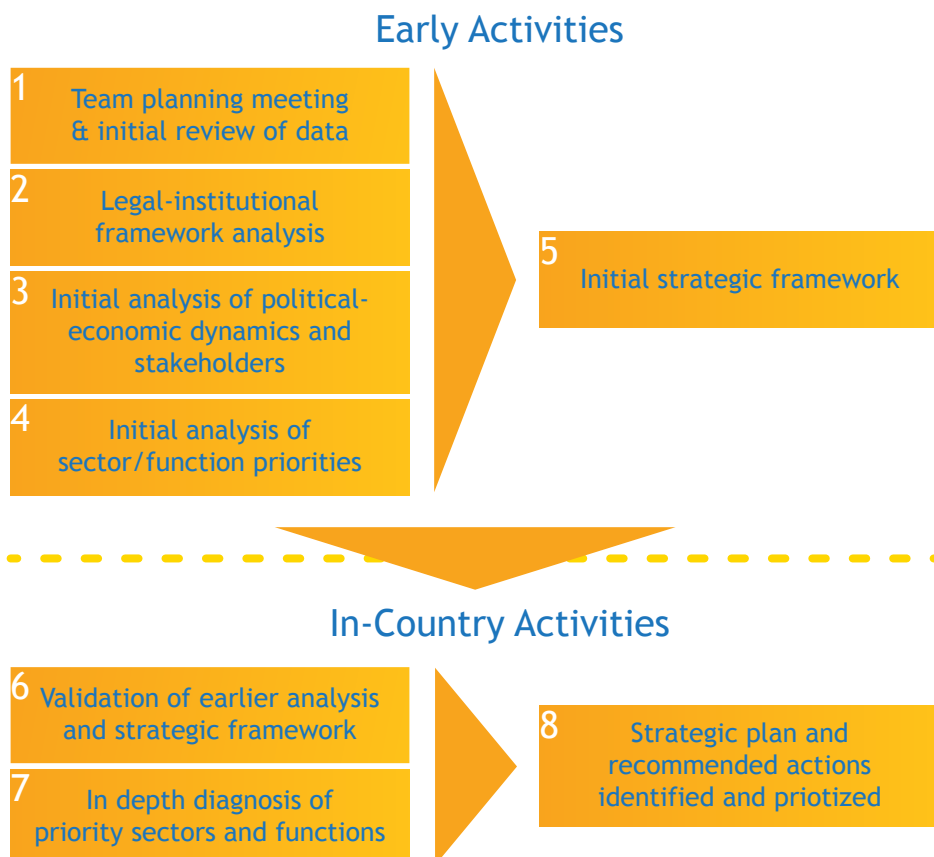 Early Activities
1
Team planning meeting
& initial review of data
2
Legal-institutional
framework analysis
3
Initial analysis of political-
economic dynamics and
stakeholders
4
Initial analysis of
sector/function priorities
5
Initial strategic framework
In-Country Activities
6
Validation of earlier analysis
and strategic framework
7
In depth diagnosis of
priority sectors and functions
8
Strategic plan and
recommended actions
identified and priotized